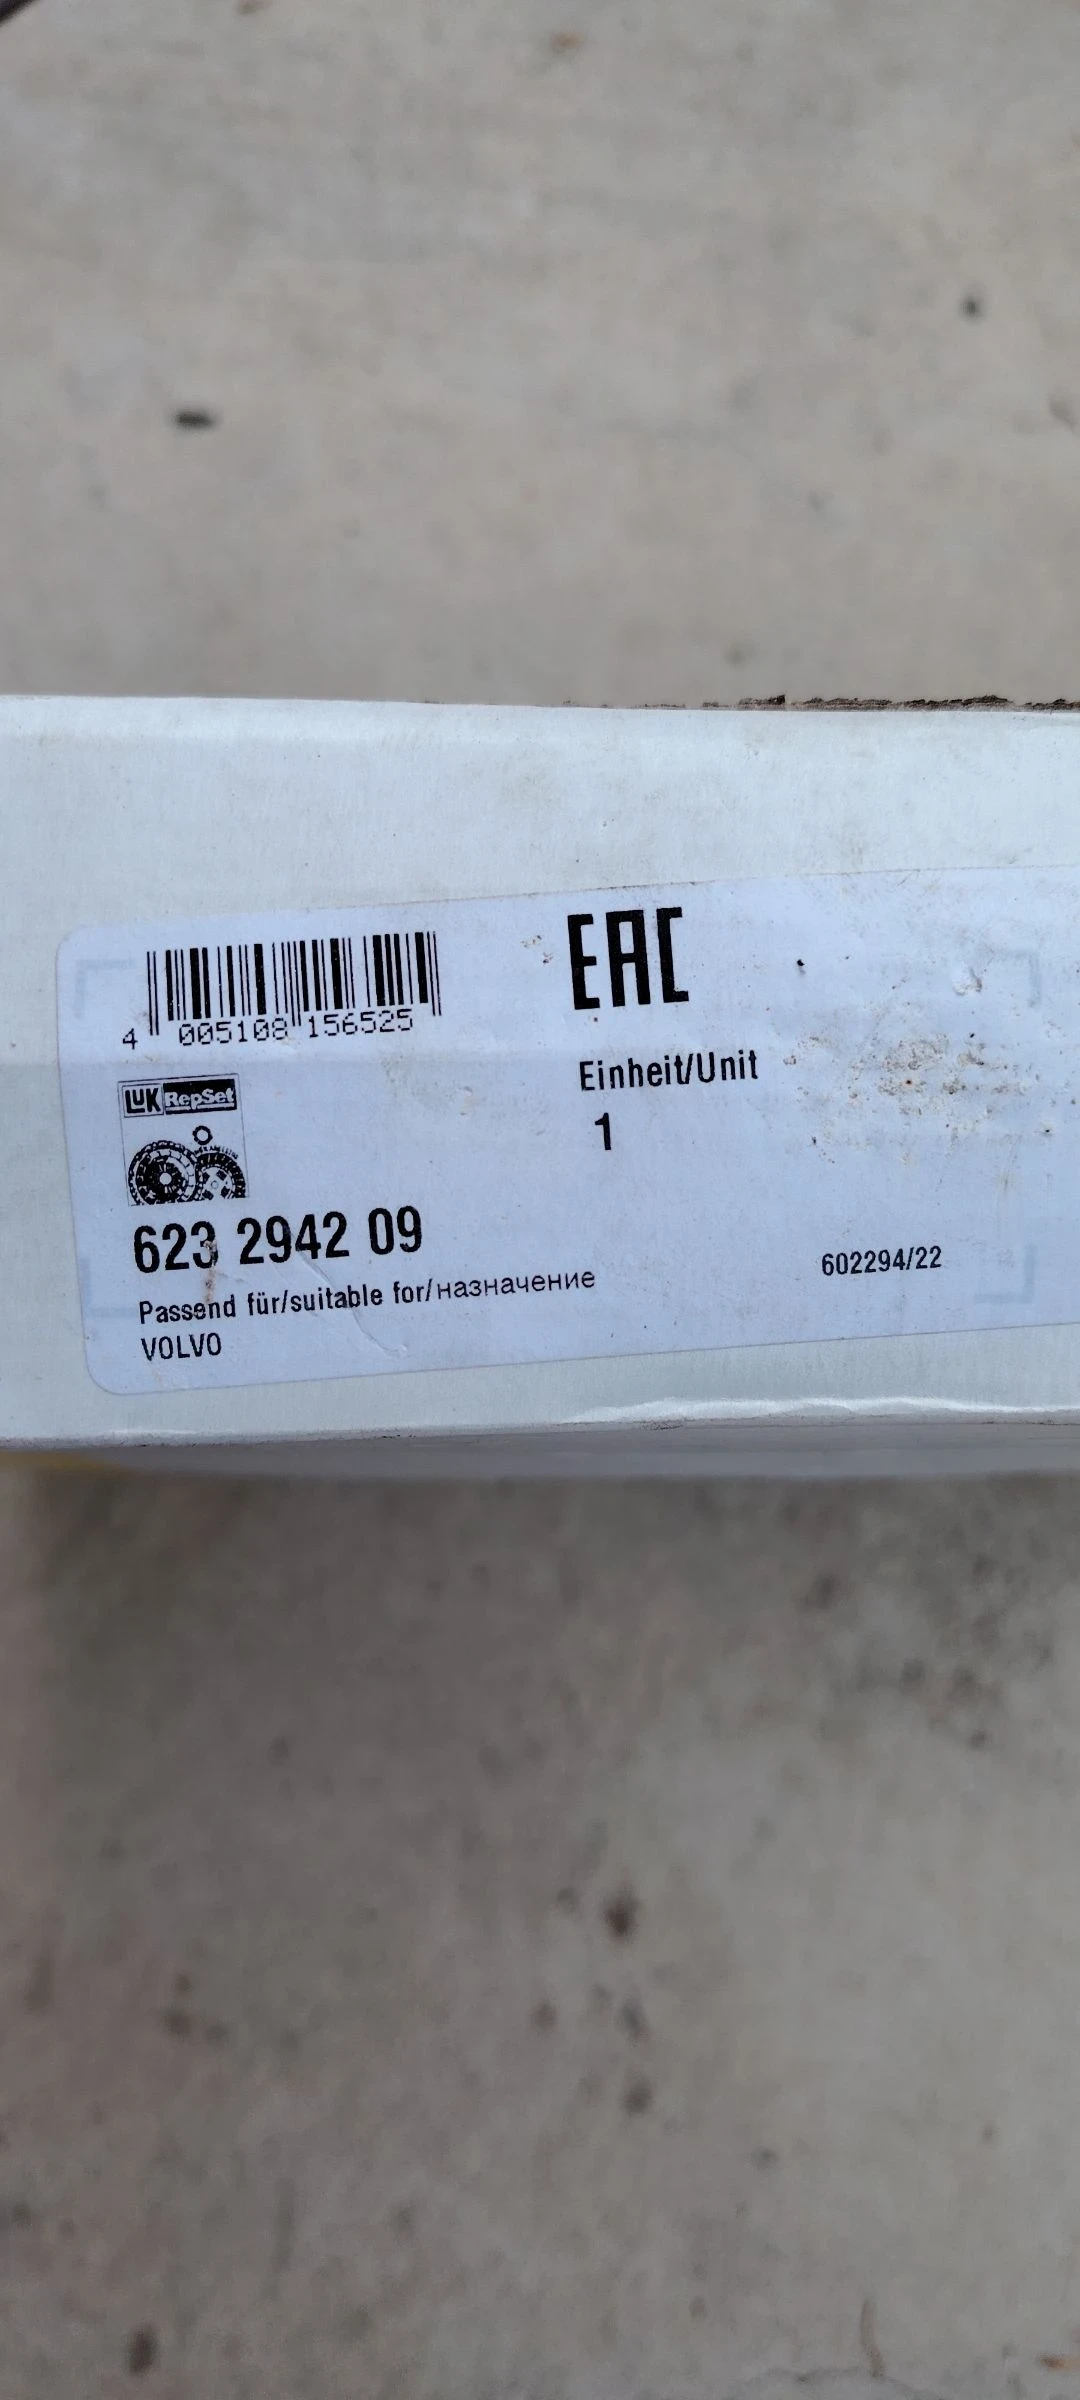 EAC
4 005108 156525
Einheit/Unit
1
LUK RepSet
623 2942 09
602294/22
Passend für/suitable for/назначение
VOLVO